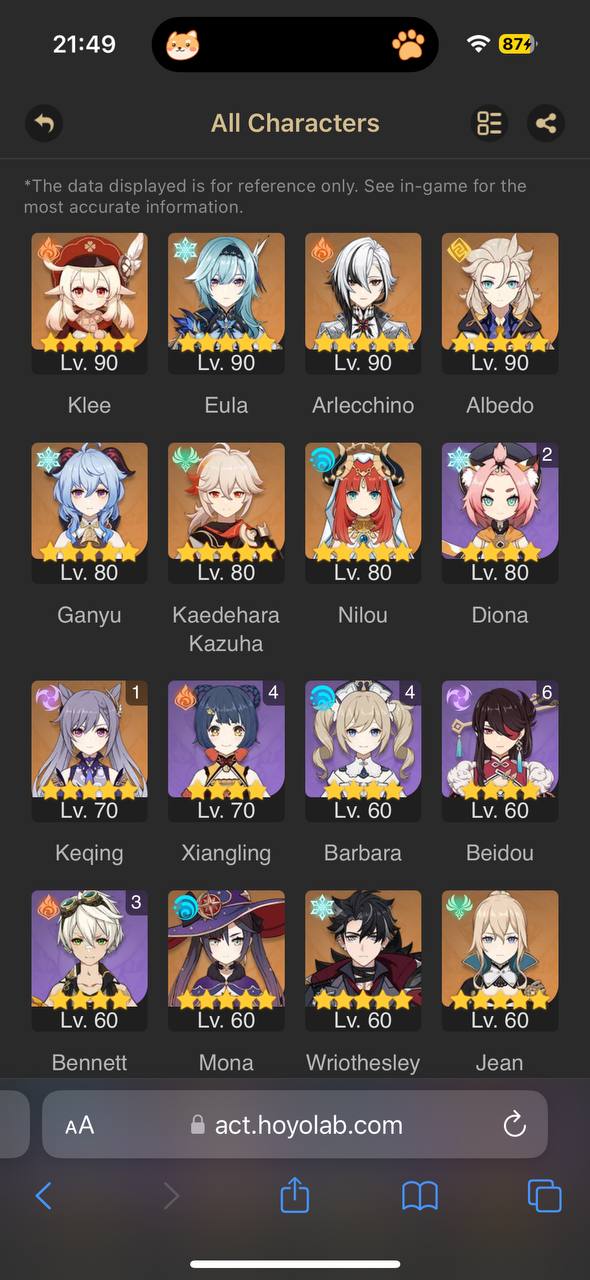 21:49
87
All Characters
*The data displayed is for reference only. See in-game for the
most accurate information.
Lv. 90
Lv. 90
Lv. 90
Lv. 90
Klee
Eula
Arlecchino
Albedo
2
Lv. 80
Lv. 80
Lv. 80
Lv. 80
Ganyu
Kaedehara
Kazuha
Nilou
Diona
1
4
4
6
Lv. 70
Lv. 70
Lv. 60
Lv. 60
Keqing
Xiangling
Barbara
Beidou
3
Lv. 60
Lv. 60
Lv. 60
Lv. 60
Bennett
Mona
Wriothesley
Jean
AA
act.hoyolab.com